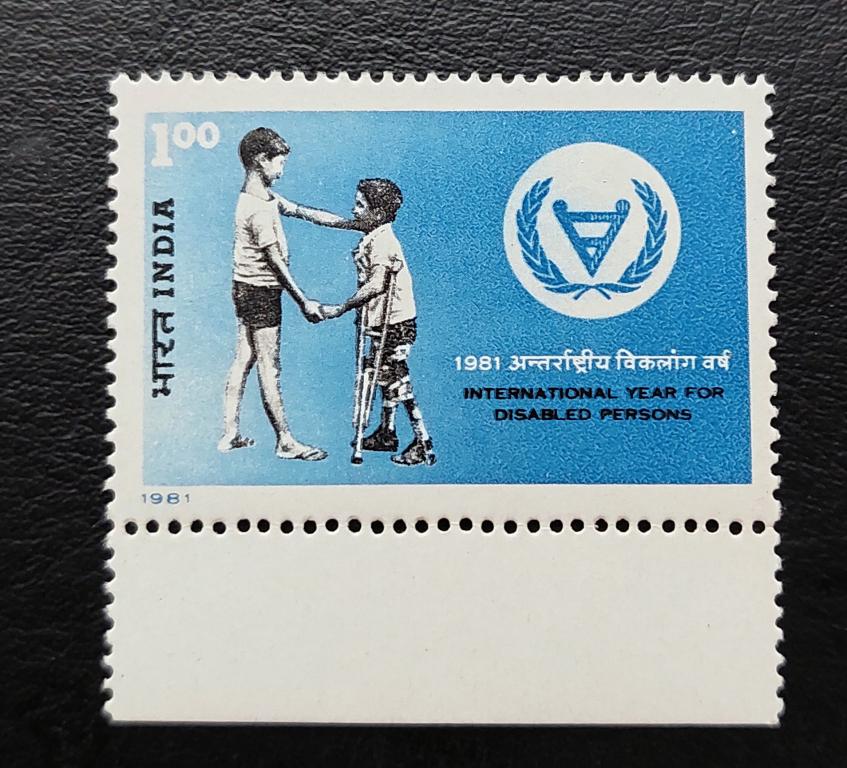 1.00
भारत INDIA
1981 अन्तर्राष्ट्रीय विकलांग वर्ष
INTERNATIONAL YEAR FOR
DISABLED PERSONS
1981